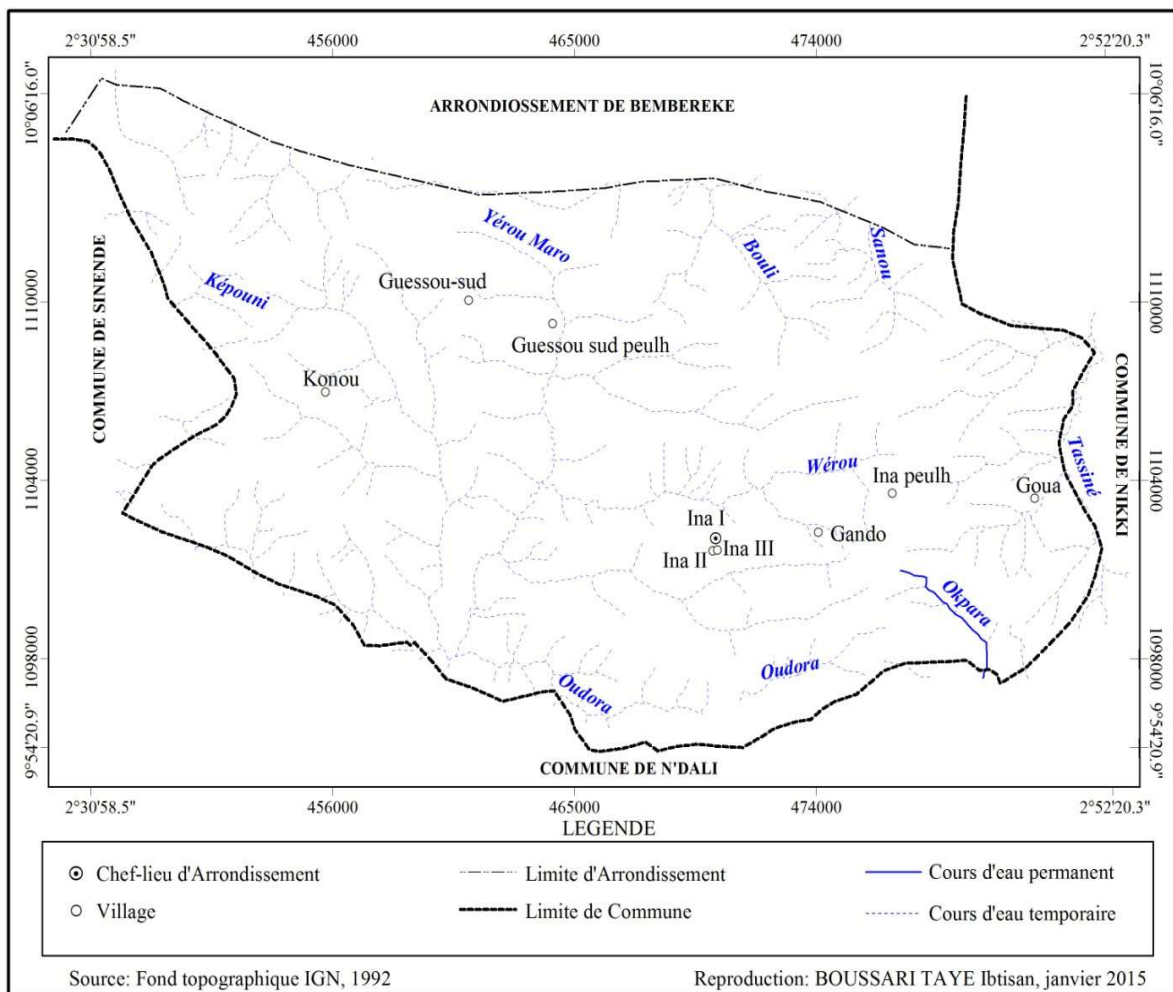 2°30'58.5" 456000 465000 474000 2°52'20.3"
10°06'16.0" 10°06'16.0"
ARRONDIOSSEMENT DE BEMBEREKE
COMMUNE DE SINENDE
Yérou Maro
Bouli
Sanou
Képouni
Guessou-sud
1110000 1110000
Guessou sud peulh
Konou
COMMUNE DE NIKKI
Tassiné
Wérou
1104000 1104000
Ina peulh
Goua
Ina I
Gando
Ina II Ina III
Okpara
1098000 1098000
Oudora
Oudora
9°54'20.9" 9°54'20.9"
COMMUNE DE N'DALI
2°30'58.5" 456000 465000 474000 2°52'20.3"
LEGENDE
Chef-lieu d'Arrondissement Limite d'Arrondissement Cours d'eau permanent
Village Limite de Commune Cours d'eau temporaire
Source: Fond topographique IGN, 1992 Reproduction: BOUSSARI TAYE Ibtisan, janvier 2015